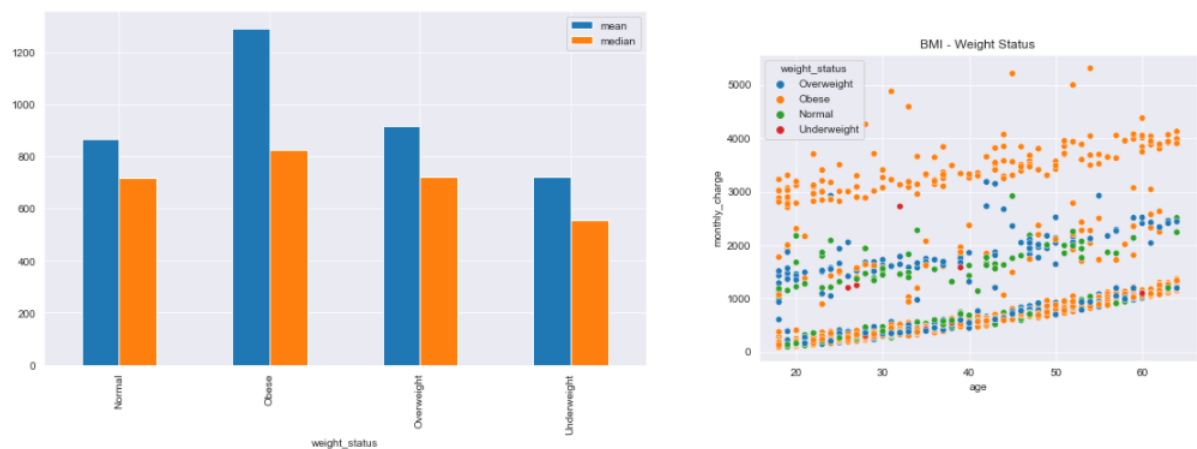 mean
median
1200
1000
800
600
400
200
0
Normal
Obese
Overweight
Underweight
weight_status
BMI - Weight Status
weight_status
Overweight
Obese
Normal
Underweight
monthly_charge
5000
4000
3000
2000
1000
0
20
30
40
50
60
age